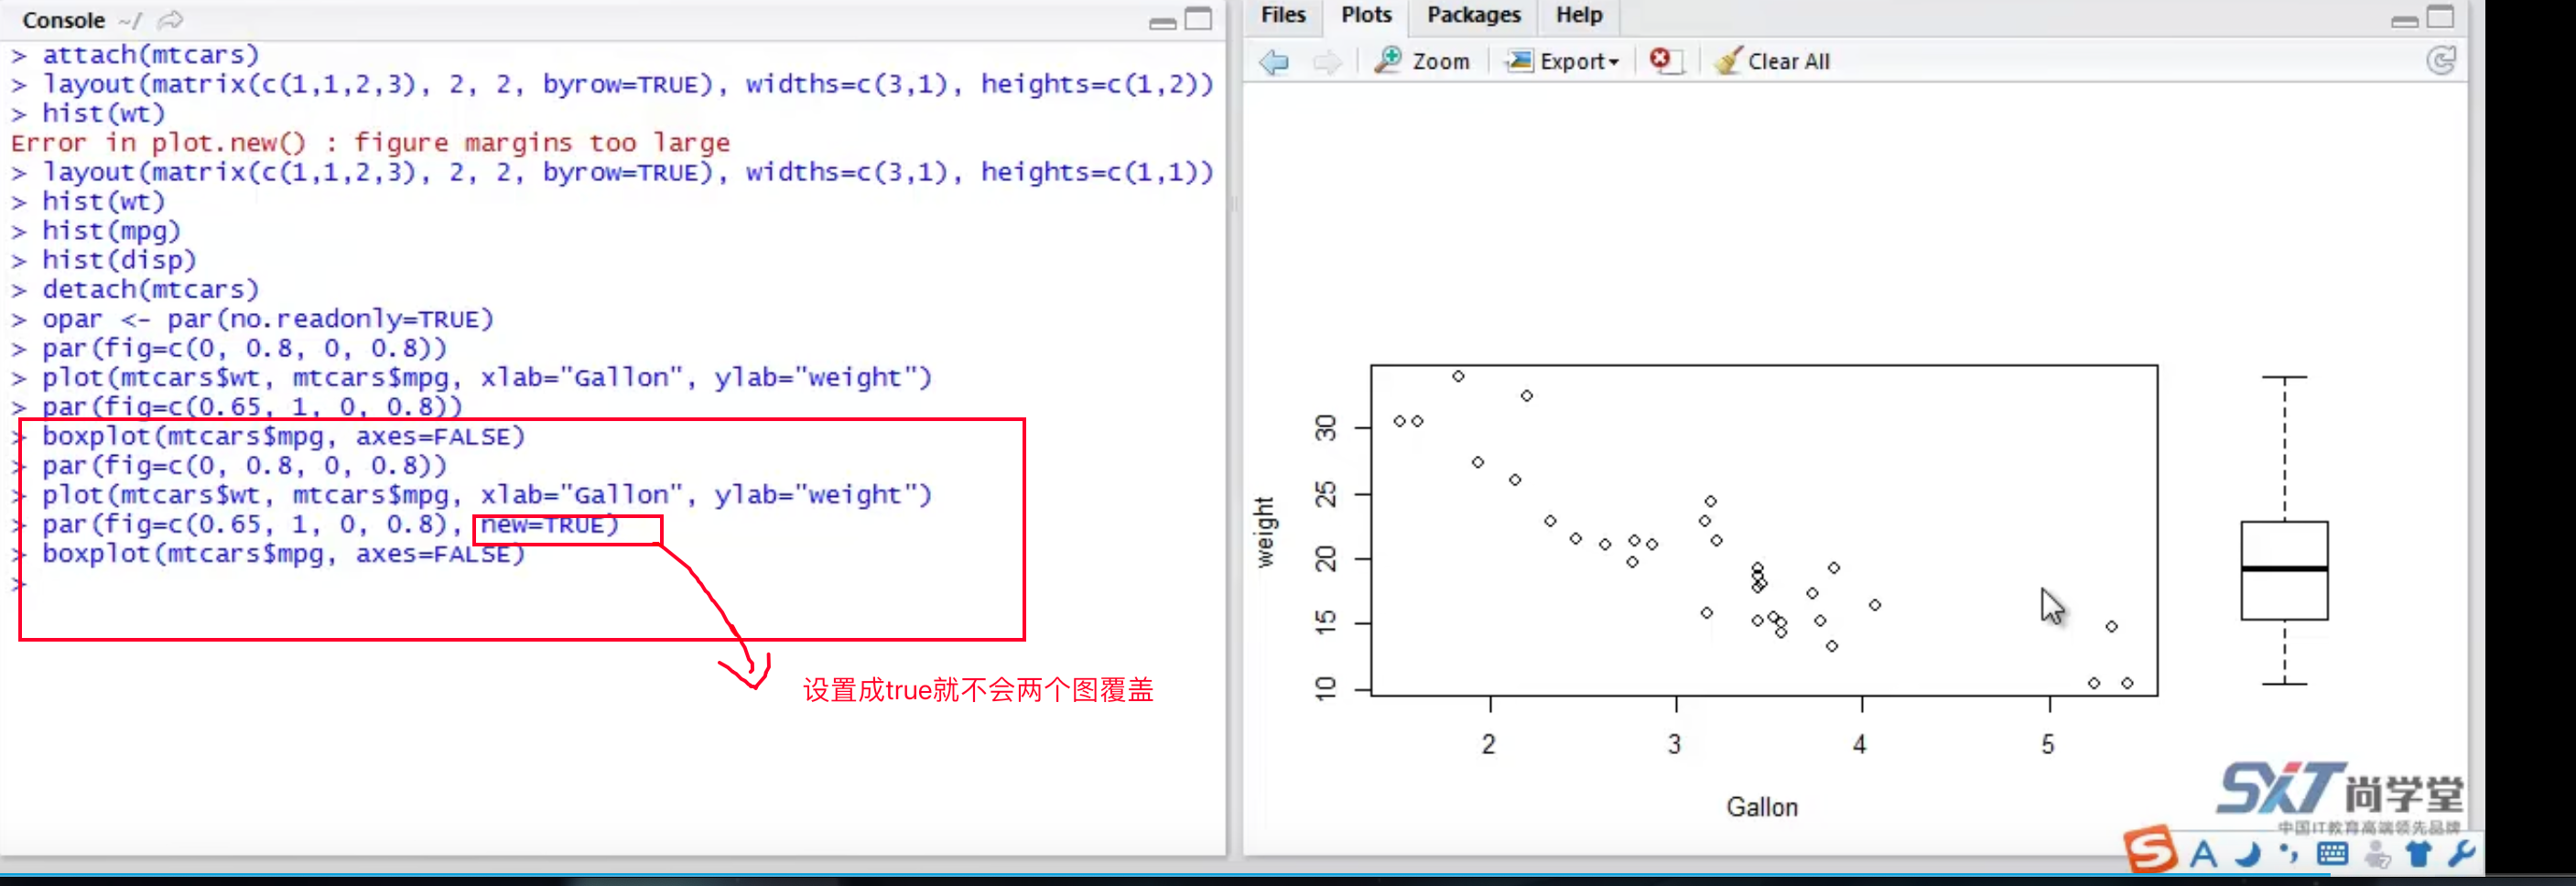 Console ~/
> attach(mtcars)
> layout(matrix(c(1,1,2,3), 2, 2, byrow=TRUE), widths=c(3,1), heights=c(1,2))
> hist(wt)
Error in plot.new() : figure margins too large
> layout(matrix(c(1,1,2,3), 2, 2, byrow=TRUE), widths=c(3,1), heights=c(1,1))
> hist(wt)
> hist(mpg)
> hist(disp)
> detach(mtcars)
> opar <- par(no.readonly=TRUE)
> par(fig=c(0, 0.8, 0, 0.8))
> plot(mtcars$wt, mtcars$mpg, xlab="Gallon", ylab="weight")
> par(fig=c(0.65, 1, 0, 0.8))
> boxplot(mtcars$mpg, axes=FALSE)
> par(fig=c(0, 0.8, 0, 0.8))
> plot(mtcars$wt, mtcars$mpg, xlab="Gallon", ylab="weight")
> par(fig=c(0.65, 1, 0, 0.8), new=TRUE)
> boxplot(mtcars$mpg, axes=FALSE)
>
设置成true就不会两个图覆盖
Files Plots Packages Help
Zoom Export Clear All
weight
30
25
20
15
10
2 3 4 5
Gallon
SXT尚学堂
中国IT教育高端领先品牌
S A